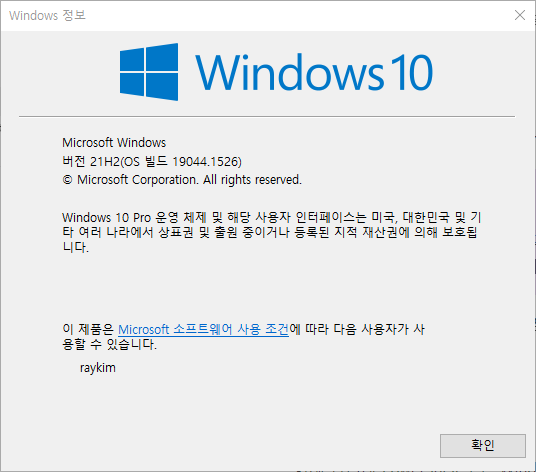 Windows 정보
Windows 10
Microsoft Windows
버전 21H2(OS 빌드 19044.1526)
© Microsoft Corporation. All rights reserved.
Windows 10 Pro 운영 체제 및 해당 사용자 인터페이스는 미국, 대한민국 및 기
타 여러 나라에서 상표권 및 출원 중이거나 등록된 지적 재산권에 의해 보호됩
니다.
이 제품은 Microsoft 소프트웨어 사용 조건에 따라 다음 사용자가 사
용할 수 있습니다.
raykim
확인